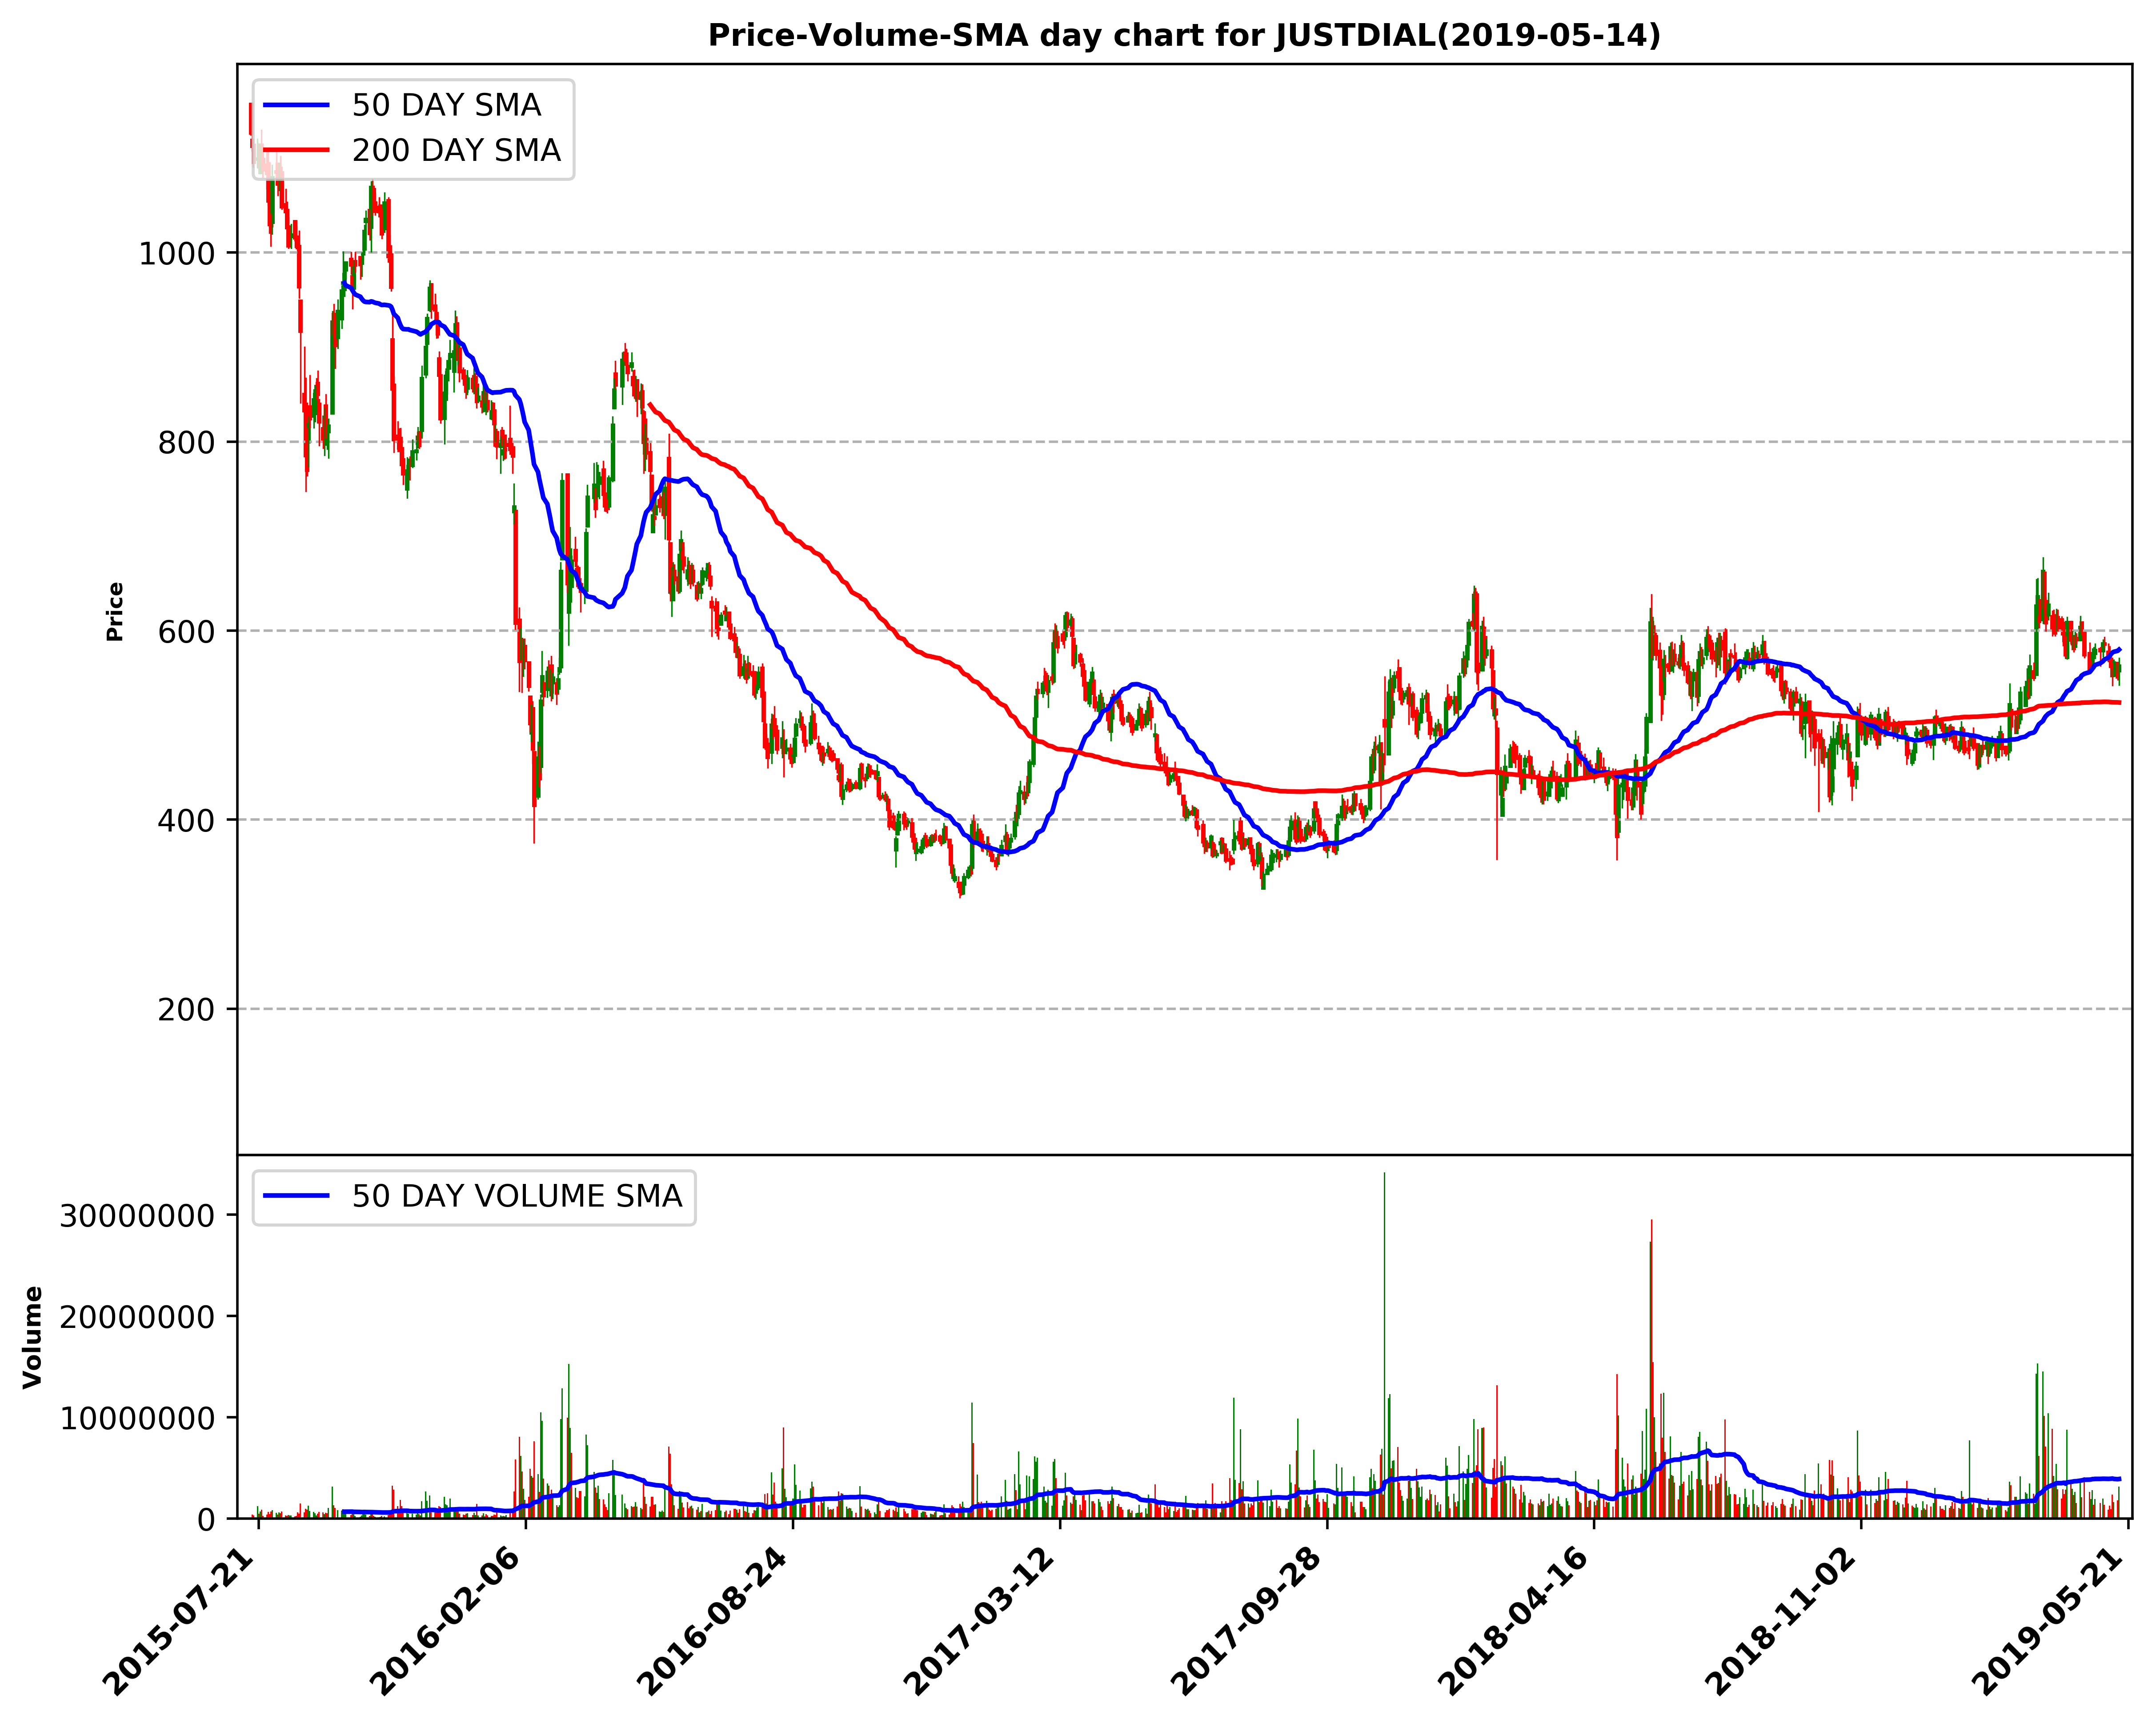 Price-Volume-SMA day chart for JUSTDIAL(2019-05-14)
50 DAY SMA
200 DAY SMA
1000
800
600
400
200
Price
50 DAY VOLUME SMA
30000000
20000000
10000000
0
Volume
2015-07-21
2016-02-06
2016-08-24
2017-03-12
2017-09-28
2018-04-16
2018-11-02
2019-05-21